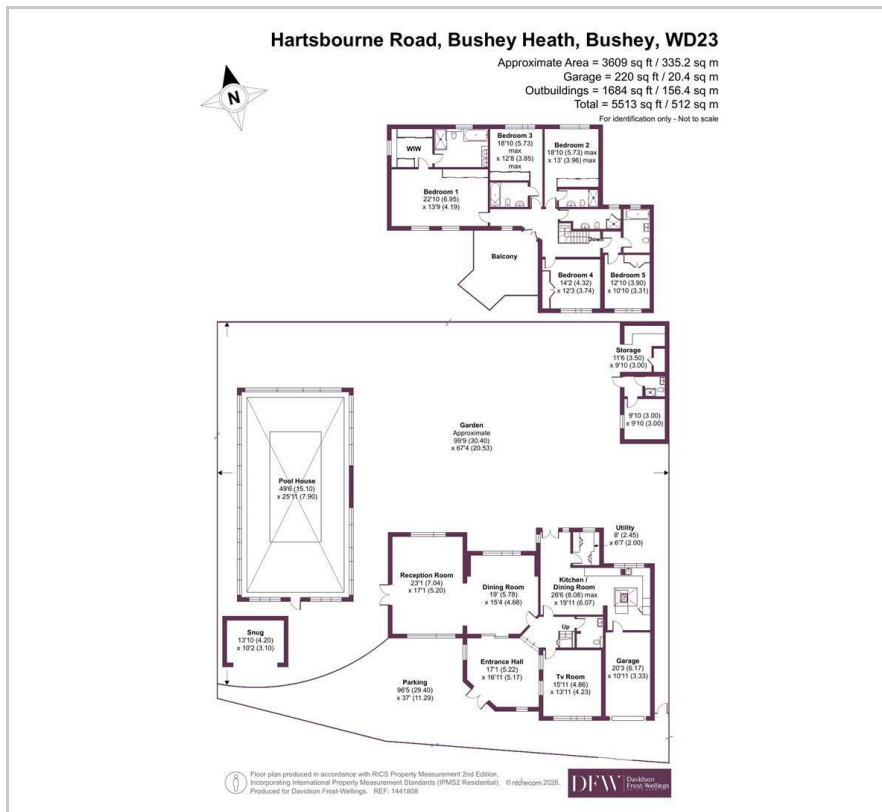 Hartsbourne Road, Bushey Heath, Bushey, WD23
Approximate Area = 3609 sq ft / 335.2 sq m
Garage = 220 sq ft / 20.4 sq m
Outbuildings = 1684 sq ft / 156.4 sq m
Total = 5513 sq ft / 512 sq m
For identification only - Not to scale
N
WIW
Bedroom 3
18'10 (5.73)
max
x 12'8 (3.85)
max
Bedroom 2
18'10 (5.73) max
x 13' (3.96) max
Bedroom 1
22'10 (6.95)
x 13'9 (4.19)
Down
Balcony
Bedroom 4
14'2 (4.32)
x 12'3 (3.74)
Bedroom 5
12'10 (3.90)
x 10'10 (3.31)
Storage
11'6 (3.50)
x 9'10 (3.00)
9'10 (3.00)
x 9'10 (3.00)
Garden
Approximate
99'9 (30.40)
x 67'4 (20.53)
Pool House
49'6 (15.10)
x 25'11 (7.90)
Utility
8' (2.45)
x 6'7 (2.00)
Reception Room
23'1 (7.04)
x 17'1 (5.20)
Dining Room
19' (5.78)
x 15'4 (4.68)
Kitchen /
Dining Room
26'6 (8.08) max
x 19'11 (6.07)
Up
Snug
13'10 (4.20)
x 10'2 (3.10)
Parking
96'5 (29.40)
x 37' (11.29)
Entrance Hall
17'1 (5.22)
x 16'11 (5.17)
Tv Room
15'11 (4.86)
x 13'11 (4.23)
Garage
20'3 (6.17)
x 10'11 (3.33)
Floor plan produced in accordance with RICS Property Measurement 2nd Edition,
Incorporating International Property Measurement Standards (IPMS2 Residential). © nichecom 2026.
Produced for Davidson Frost-Wellings. REF: 1441808
DFW
Davidson
Frost-Wellings